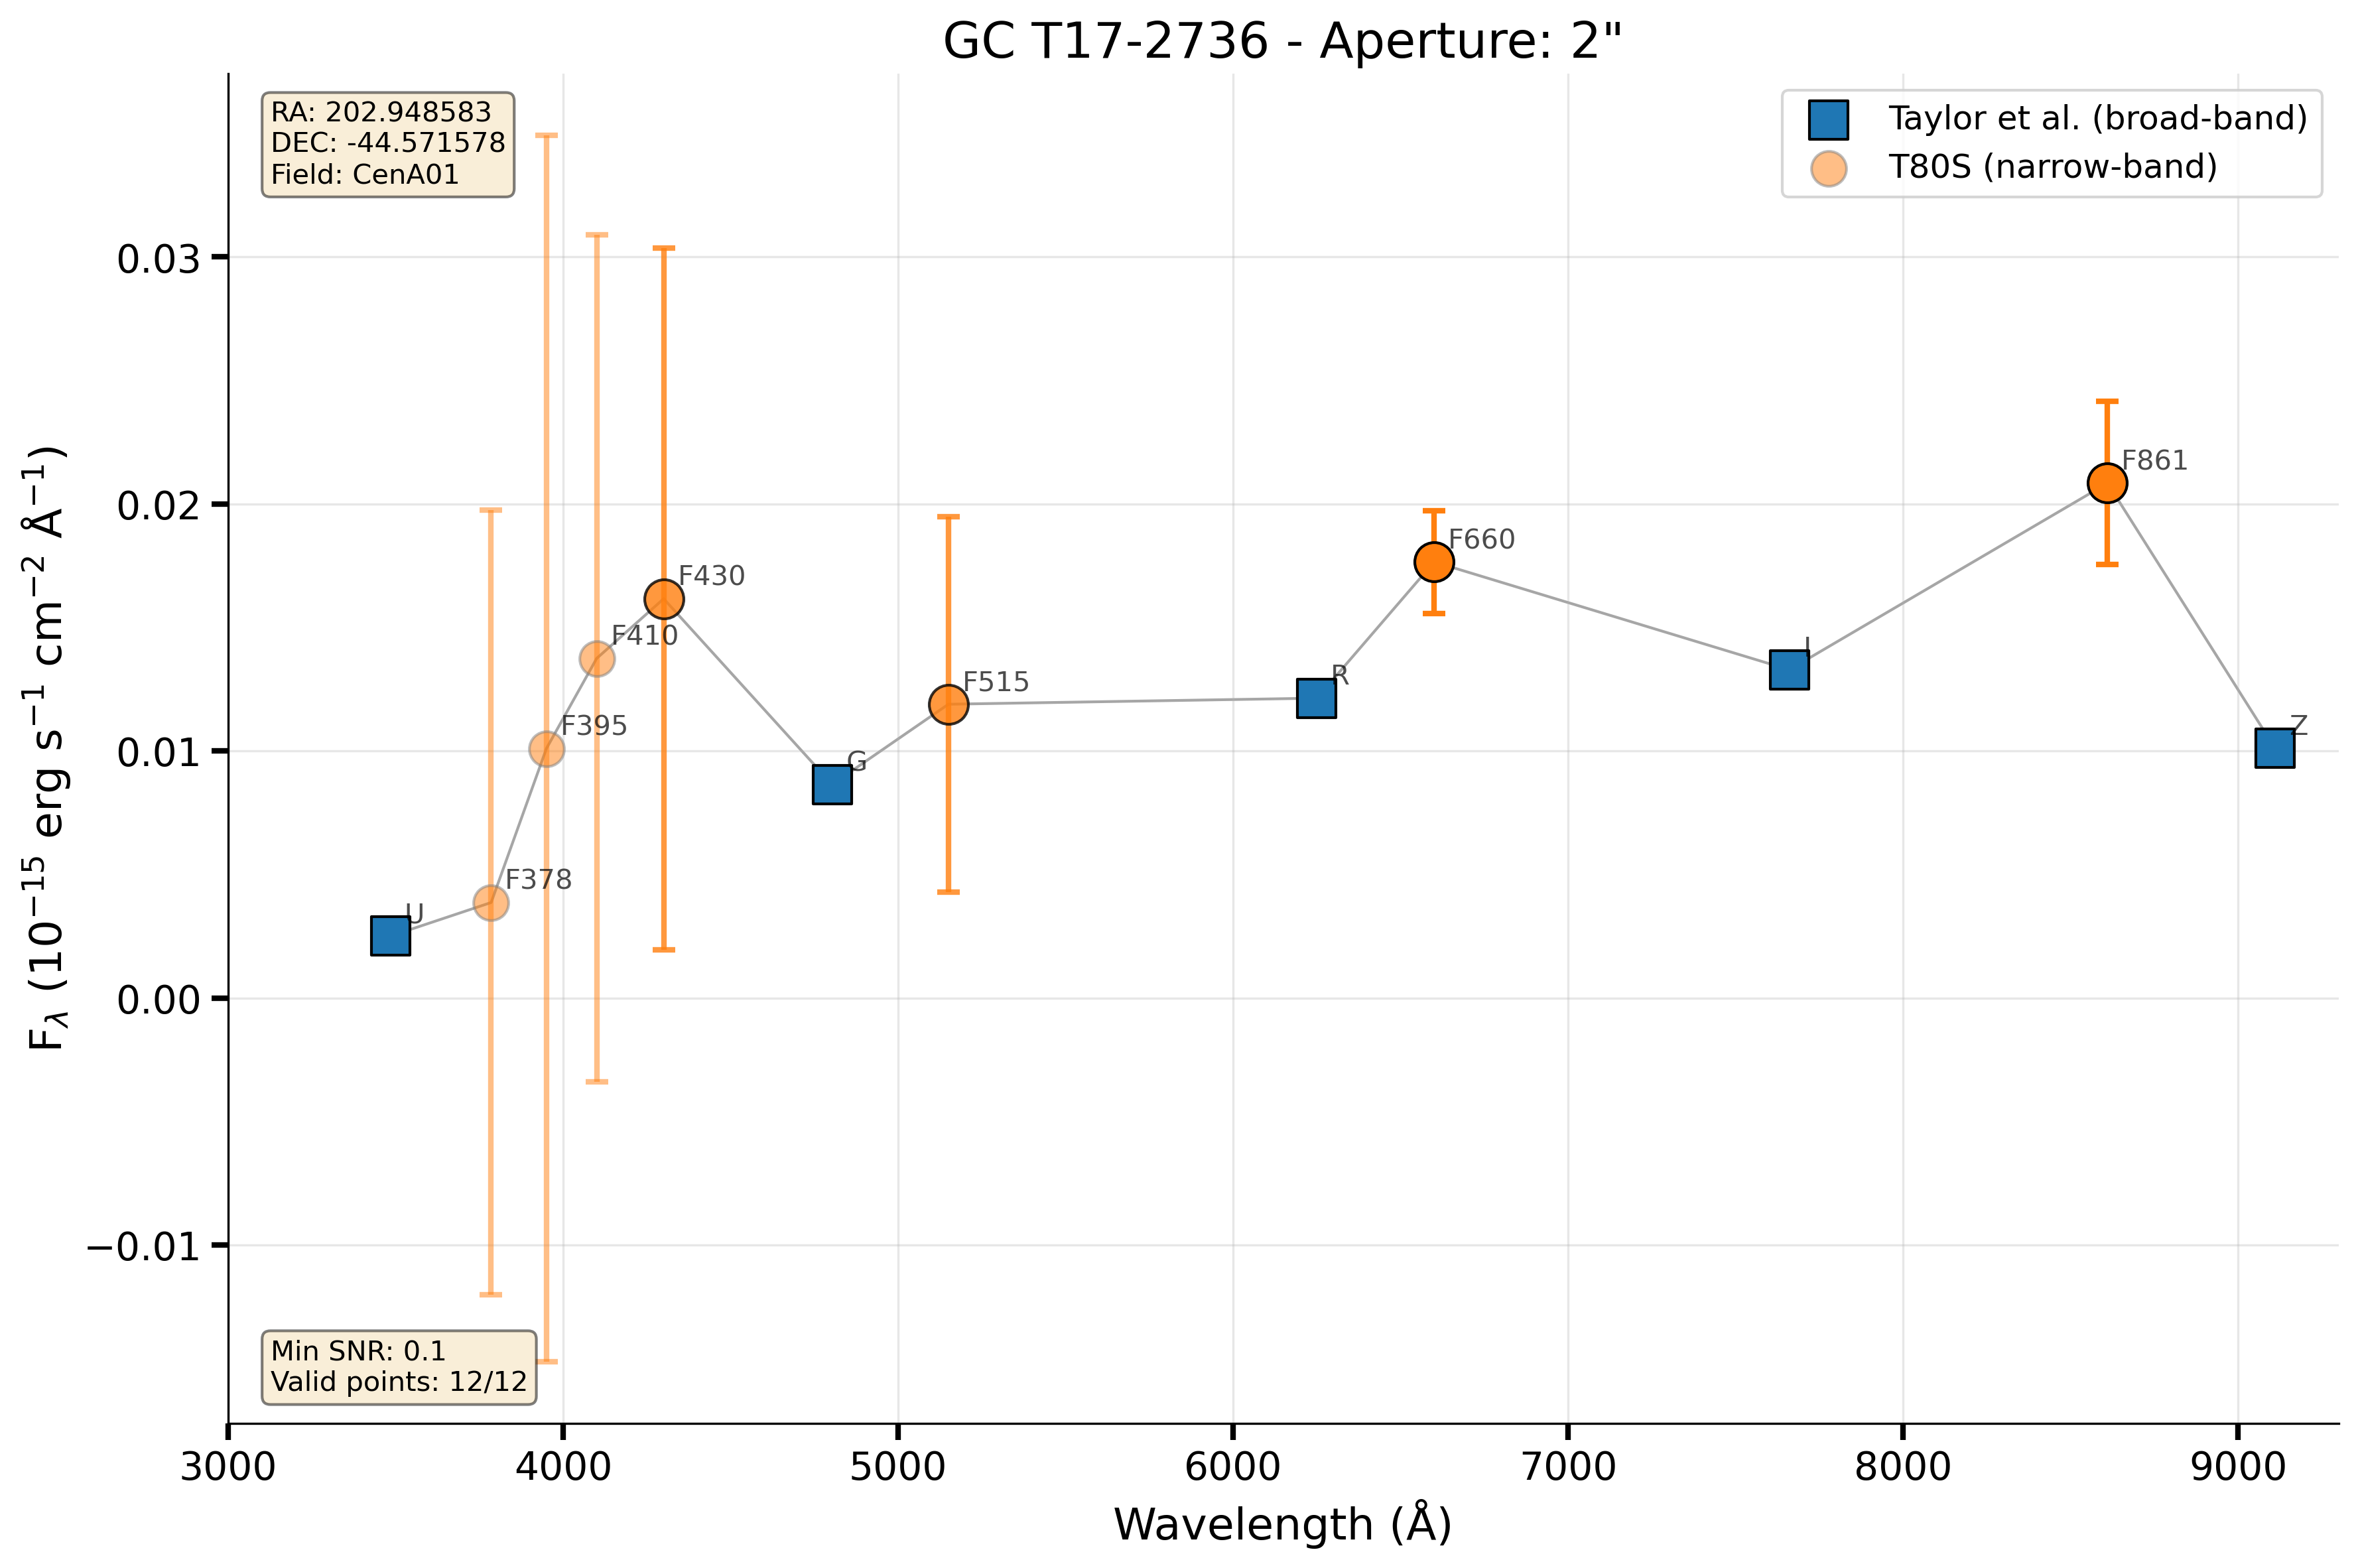 GC T17-2736 - Aperture: 2"
RA: 202.948583
DEC: -44.571578
Field: CenA01
Taylor et al. (broad-band)
T80S (narrow-band)
F_λ (10⁻¹⁵ erg s⁻¹ cm⁻² Å⁻¹)
0.03
0.02
0.01
0.00
−0.01
U
F378
F395
F410
F430
G
F515
R
F660
I
F861
Z
Min SNR: 0.1
Valid points: 12/12
3000
4000
5000
6000
7000
8000
9000
Wavelength (Å)